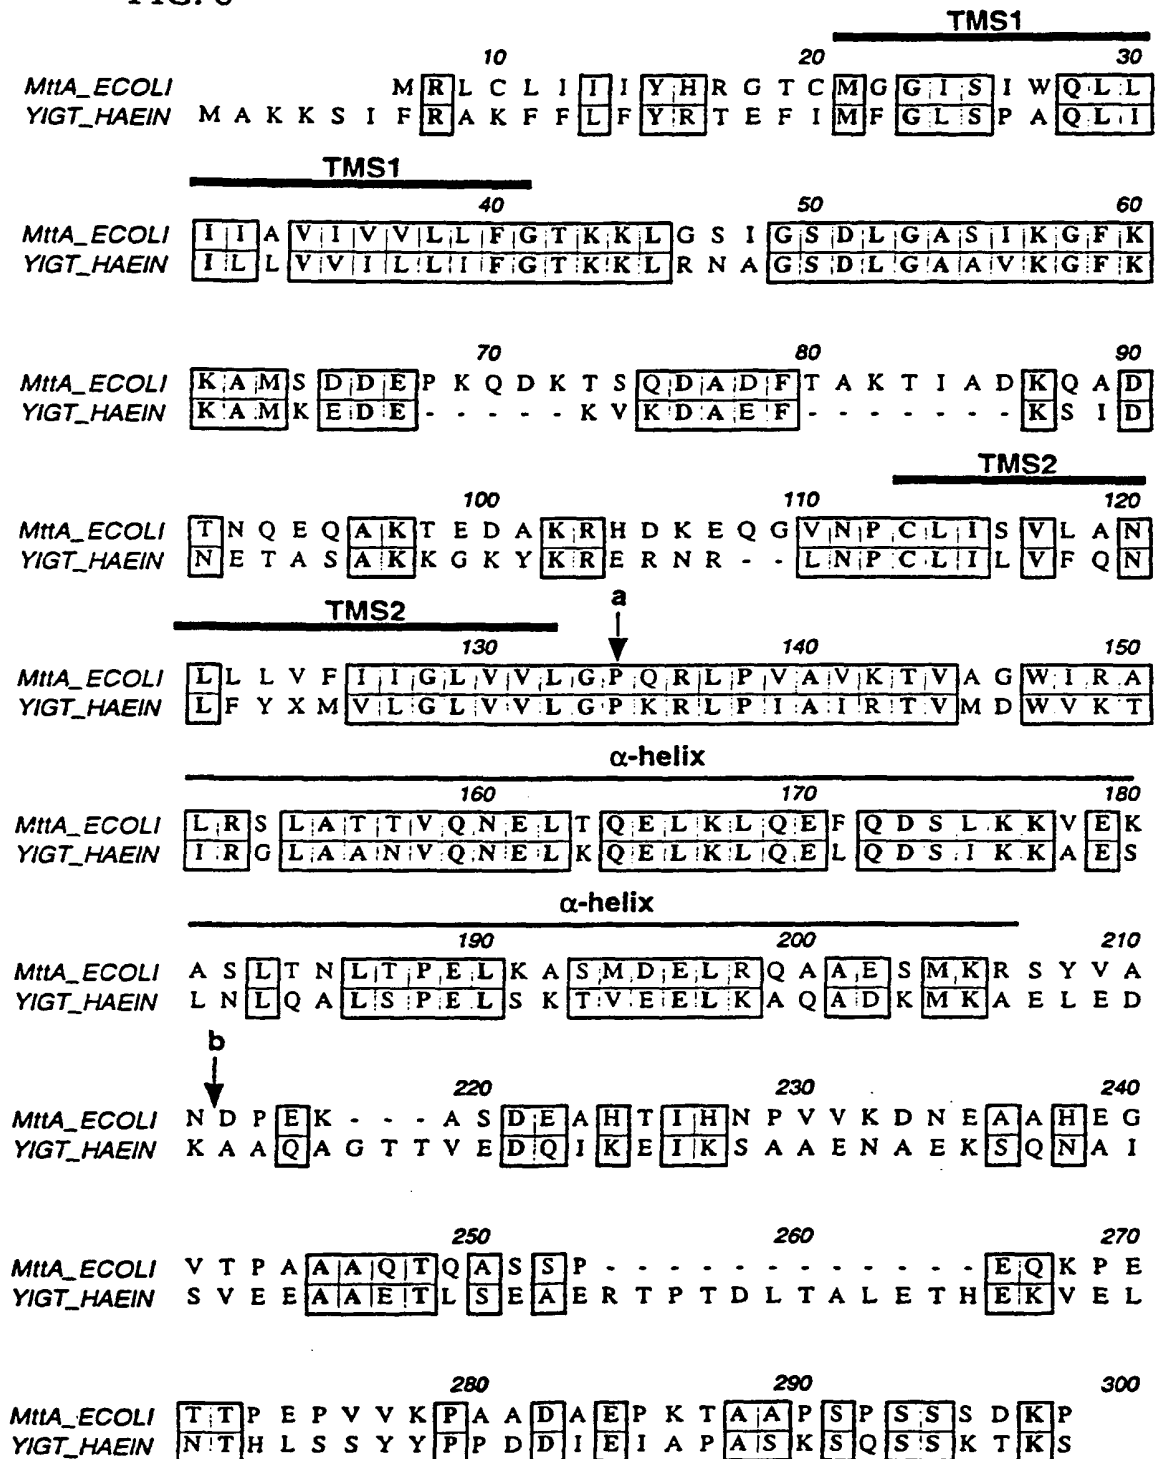 TMS1
10 20 30
MttA_ECOLI M R L C L I I I Y H R G T C M G G I S I W Q L L
YIGT_HAEIN M A K K S I F R A K F F L F Y R T E F I M F G L S P A Q L I
TMS1
40 50 60
MttA_ECOLI I I A V I V V L L F G T K K L G S I G S D L G A S I K G F K
YIGT_HAEIN I L L V V I L L I F G T K K L R N A G S D L G A A V K G F K
70 80 90
MttA_ECOLI K A M S D D E P K Q D K T S Q D A D F T A K T I A D K Q A D
YIGT_HAEIN K A M K E D E - - - - - K V K D A E F - - - - - - - K S I D
TMS2
100 110 120
MttA_ECOLI T N Q E Q A K T E D A K R H D K E Q G V N P C L I S V L A N
YIGT_HAEIN N E T A S A K K G K Y K R E R N R - - L N P C L I L V F Q N
TMS2 a
130 140 150
MttA_ECOLI L L L V F I I G L V V L G P Q R L P V A V K T V A G W I R A
YIGT_HAEIN L F Y X M V L G L V V L G P K R L P I A I R T V M D W V K T
α-helix
160 170 180
MttA_ECOLI L R S L A T T V Q N E L T Q E L K L Q E F Q D S L K K V E K
YIGT_HAEIN I R G L A A N V Q N E L K Q E L K L Q E L Q D S I K K A E S
α-helix
190 200 210
MttA_ECOLI A S L T N L T P E L K A S M D E L R Q A A E S M K R S Y V A
YIGT_HAEIN L N L Q A L S P E L S K T V E E L K A Q A D K M K A E L E D
b
220 230 240
MttA_ECOLI N D P E K - - - A S D E A H T I H N P V V K D N E A A H E G
YIGT_HAEIN K A A Q A G T T V E D Q I K E I K S A A E N A E K S Q N A I
250 260 270
MttA_ECOLI V T P A A A Q T Q A S S P - - - - - - - - - - - - E Q K P E
YIGT_HAEIN S V E E A A E T L S E A E R T P T D L T A L E T H E K V E L
280 290 300
MttA_ECOLI T T P E P V V K P A A D A E P K T A A P S P S S S D K P
YIGT_HAEIN N T H L S S Y Y P P D D I E I A P A S K S Q S S K T K S